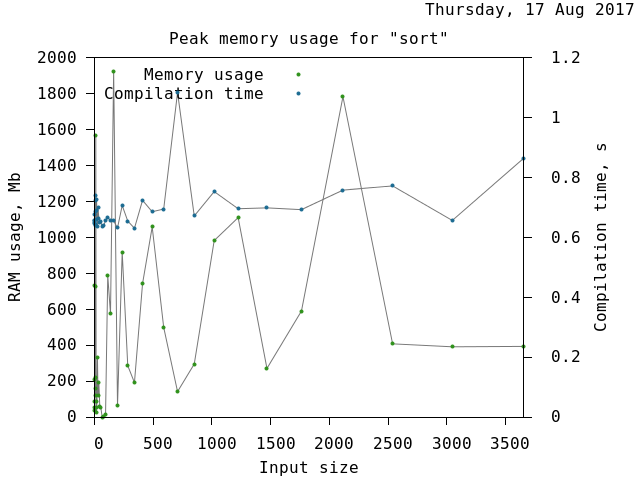 Thursday, 17 Aug 2017
Peak memory usage for "sort"
Memory usage
Compilation time
RAM usage, Mb
2000
1800
1600
1400
1200
1000
800
600
400
200
0
Compilation time, s
1.2
1
0.8
0.6
0.4
0.2
0
0 500 1000 1500 2000 2500 3000 3500
Input size